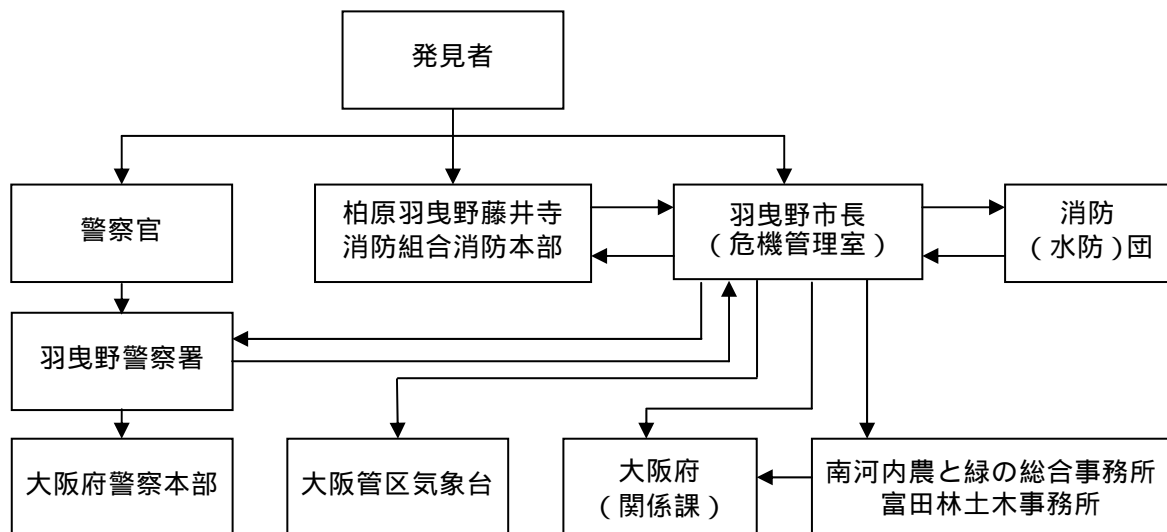 発見者
警察官
柏原羽曳野藤井寺
消防組合消防本部
羽曳野市長
（危機管理室）
消防
（水防）団
羽曳野警察署
大阪府警察本部
大阪管区気象台
大阪府
（関係課）
南河内農と緑の総合事務所
富田林土木事務所